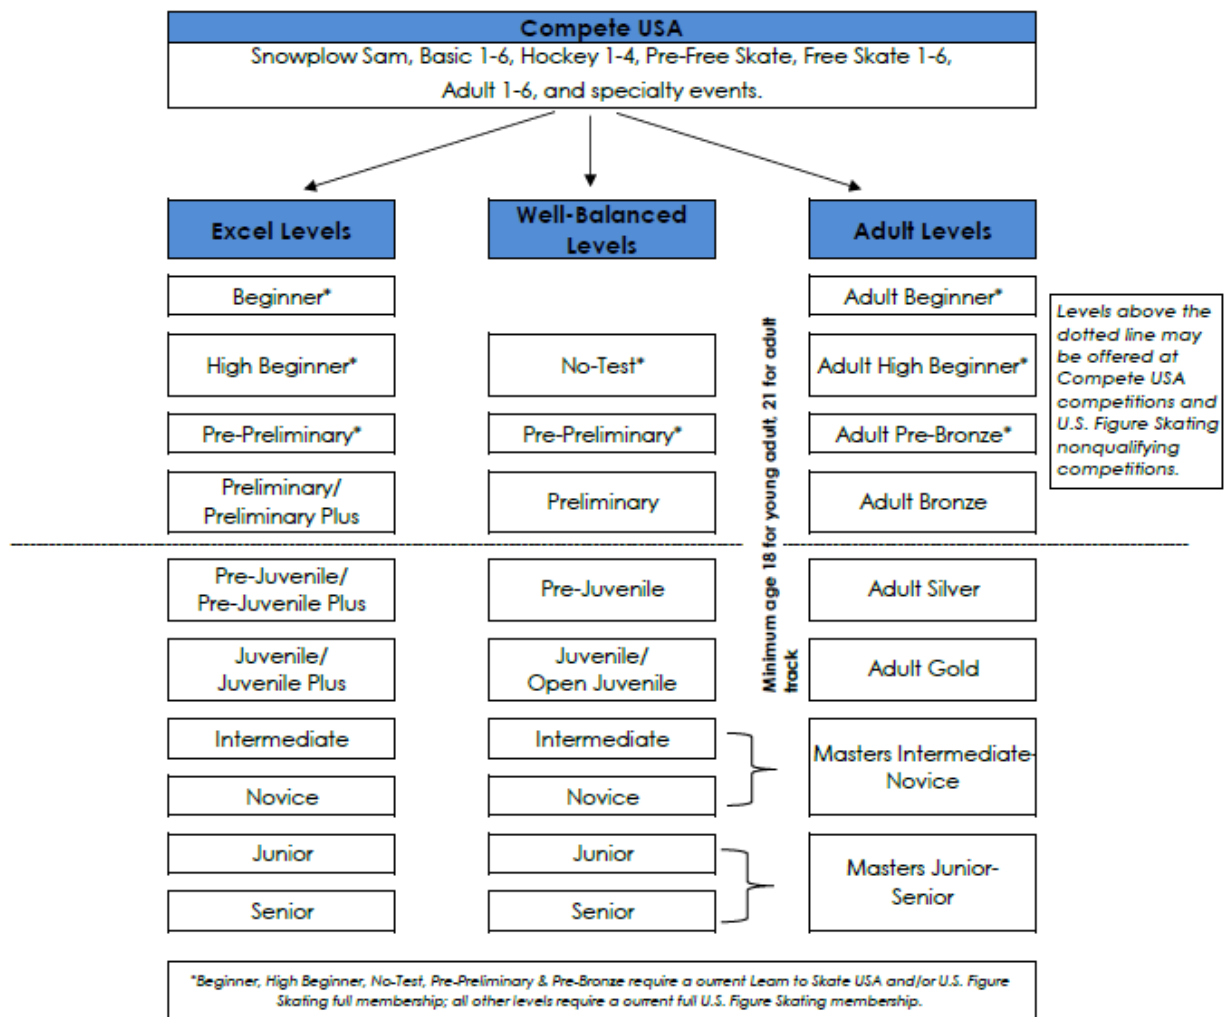 Compete USA
Snowplow Sam, Basic 1-6, Hockey 1-4, Pre-Free Skate, Free Skate 1-6,
Adult 1-6, and specialty events.
Excel Levels
Well-Balanced
Levels
Adult Levels
Beginner*
High Beginner*
Pre-Preliminary*
Preliminary/
Preliminary Plus
Pre-Juvenile/
Pre-Juvenile Plus
Juvenile/
Juvenile Plus
Intermediate
Novice
Junior
Senior
No-Test*
Pre-Preliminary*
Preliminary
Pre-Juvenile
Juvenile/
Open Juvenile
Intermediate
Novice
Junior
Senior
Minimum age 18 for young adult, 21 for adult
track
Adult Beginner*
Adult High Beginner*
Adult Pre-Bronze*
Adult Bronze
Adult Silver
Adult Gold
Masters Intermediate-
Novice
Masters Junior-
Senior
Levels above the
dotted line may
be offered at
Compete USA
competitions and
U.S. Figure Skating
nonqualifying
competitions.
*Beginner, High Beginner, No-Test, Pre-Preliminary & Pre-Bronze require a current Learn to Skate USA and/or U.S. Figure
Skating full membership; all other levels require a current full U.S. Figure Skating membership.